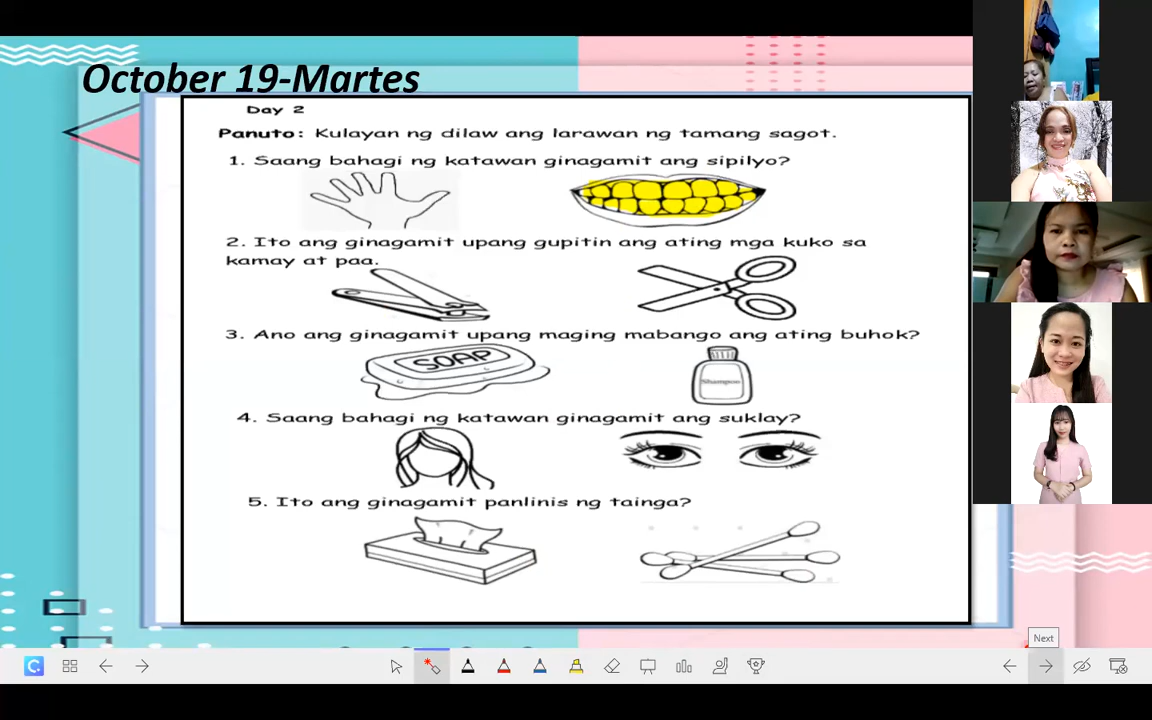 October 19-Martes
Day 2
Panuto: Kulayan ng dilaw ang larawan ng tamang sagot.
1. Saang bahagi ng katawan ginagamit ang sipilyo?
2. Ito ang ginagamit upang gupitin ang ating mga kuko sa
kamay at paa.
3. Ano ang ginagamit upang maging mabango ang ating buhok?
SOAP
Shampoo
4. Saang bahagi ng katawan ginagamit ang suklay?
5. Ito ang ginagamit panlinis ng tainga?
Next